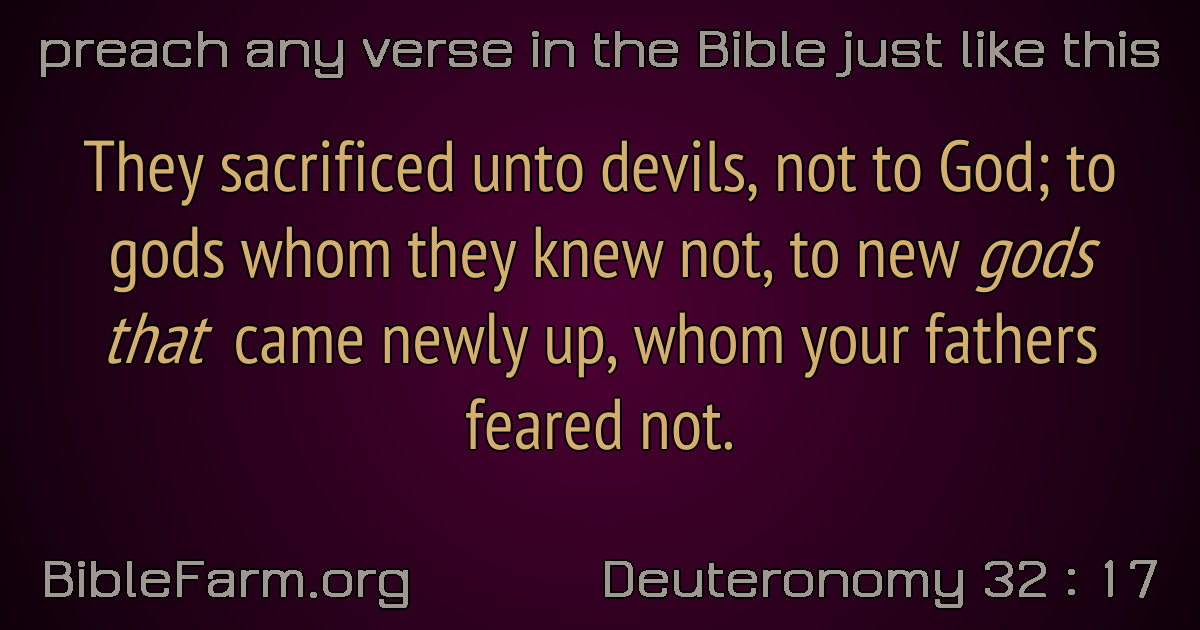 preach any verse in the Bible just like this
They sacrificed unto devils, not to God; to
gods whom they knew not, to new gods
that came newly up, whom your fathers
feared not.
BibleFarm.org
Deuteronomy 32 : 17